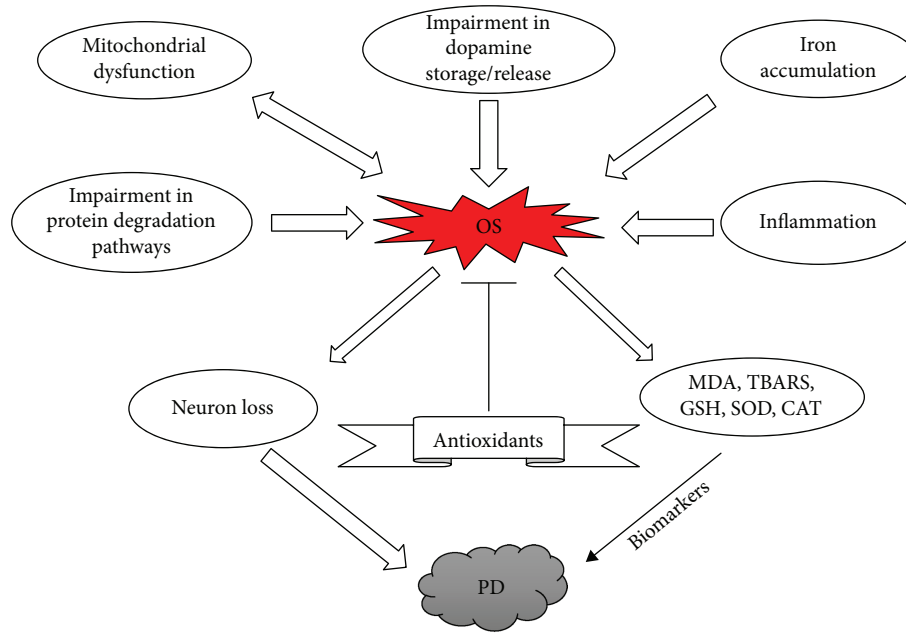 Mitochondrial
dysfunction
Impairment in
dopamine
storage/release
Iron
accumulation
Impairment in
protein degradation
pathways
OS
Inflammation
Neuron loss
Antioxidants
MDA, TBARS,
GSH, SOD, CAT
Biomarkers
PD